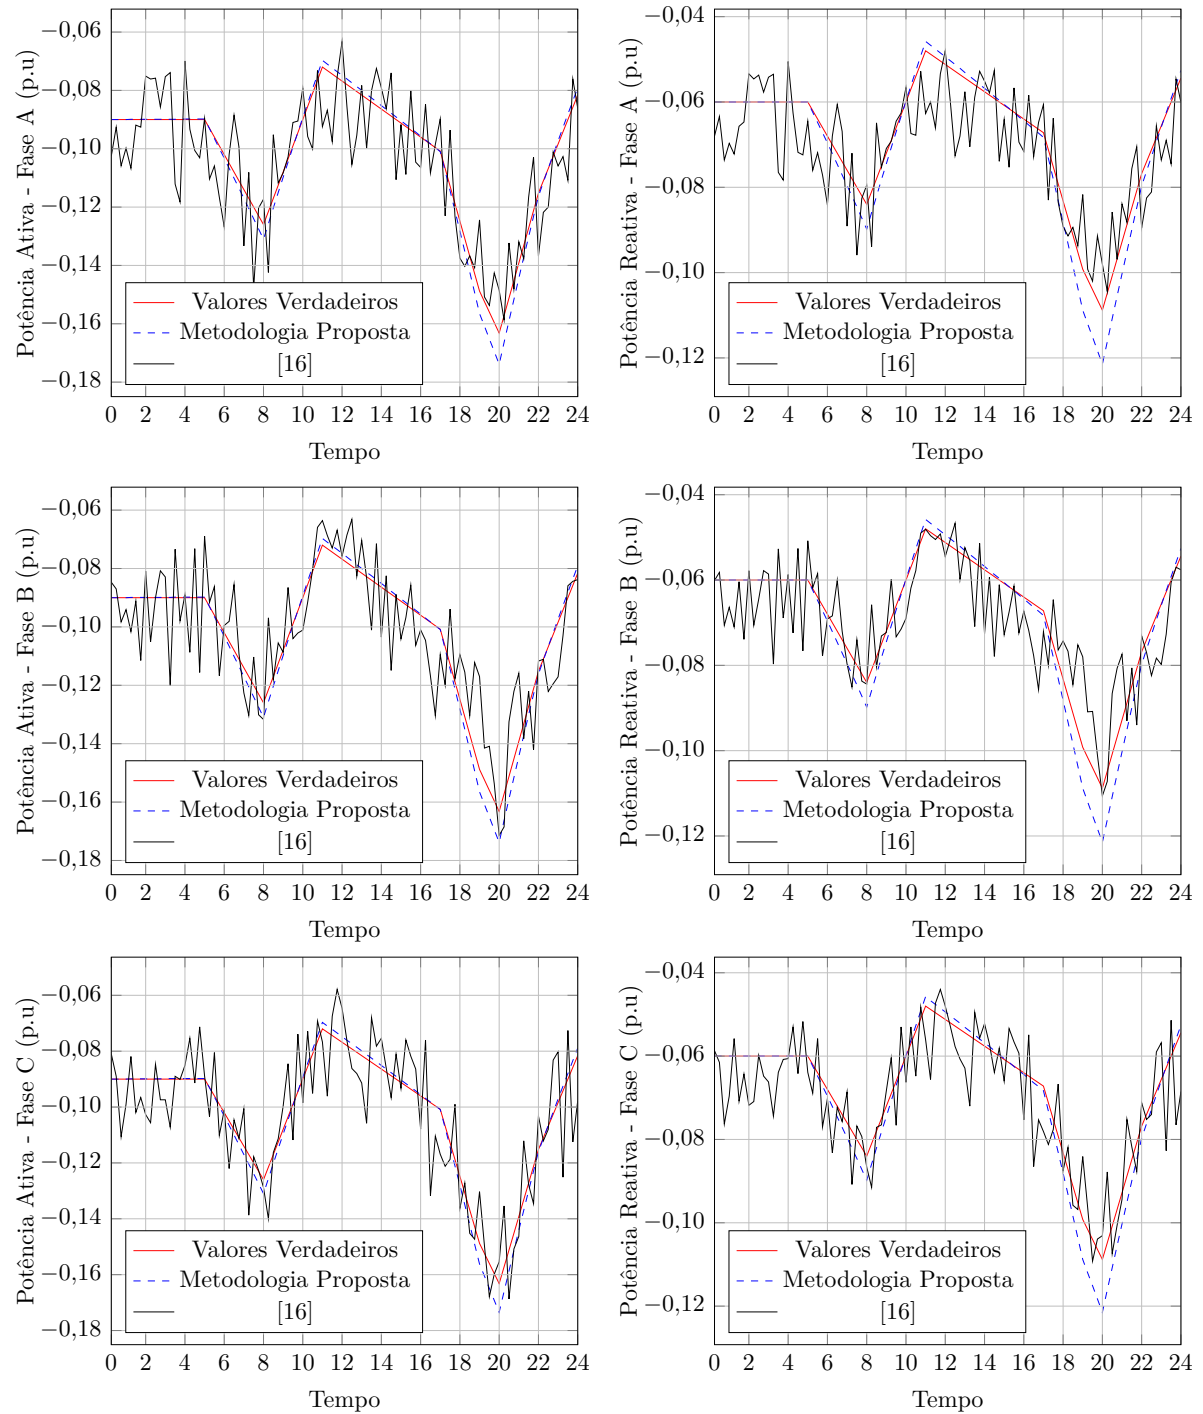 Potência Ativa - Fase A (p.u)
−0,06
−0,08
−0,10
−0,12
−0,14
−0,16
−0,18
Valores Verdadeiros
Metodologia Proposta
[16]
0 2 4 6 8 10 12 14 16 18 20 22 24
Tempo
Potência Reativa - Fase A (p.u)
−0,04
−0,06
−0,08
−0,10
−0,12
Valores Verdadeiros
Metodologia Proposta
[16]
0 2 4 6 8 10 12 14 16 18 20 22 24
Tempo
Potência Ativa - Fase B (p.u)
−0,06
−0,08
−0,10
−0,12
−0,14
−0,16
−0,18
Valores Verdadeiros
Metodologia Proposta
[16]
0 2 4 6 8 10 12 14 16 18 20 22 24
Tempo
Potência Reativa - Fase B (p.u)
−0,04
−0,06
−0,08
−0,10
−0,12
Valores Verdadeiros
Metodologia Proposta
[16]
0 2 4 6 8 10 12 14 16 18 20 22 24
Tempo
Potência Ativa - Fase C (p.u)
−0,06
−0,08
−0,10
−0,12
−0,14
−0,16
−0,18
Valores Verdadeiros
Metodologia Proposta
[16]
0 2 4 6 8 10 12 14 16 18 20 22 24
Tempo
Potência Reativa - Fase C (p.u)
−0,04
−0,06
−0,08
−0,10
−0,12
Valores Verdadeiros
Metodologia Proposta
[16]
0 2 4 6 8 10 12 14 16 18 20 22 24
Tempo